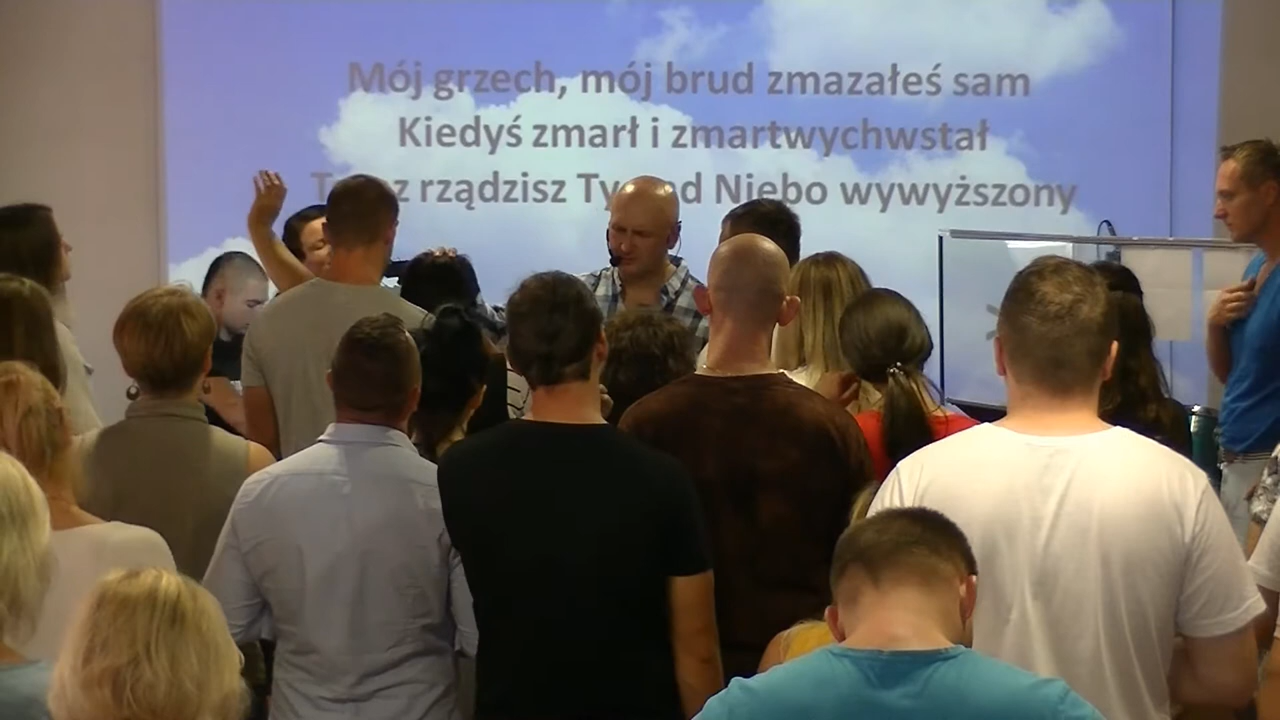 Mój grzech, mój brud zmazałeś sam
Kiedyś zmarł i zmartwychwstał
rządzisz Ty Niebo wywyższony